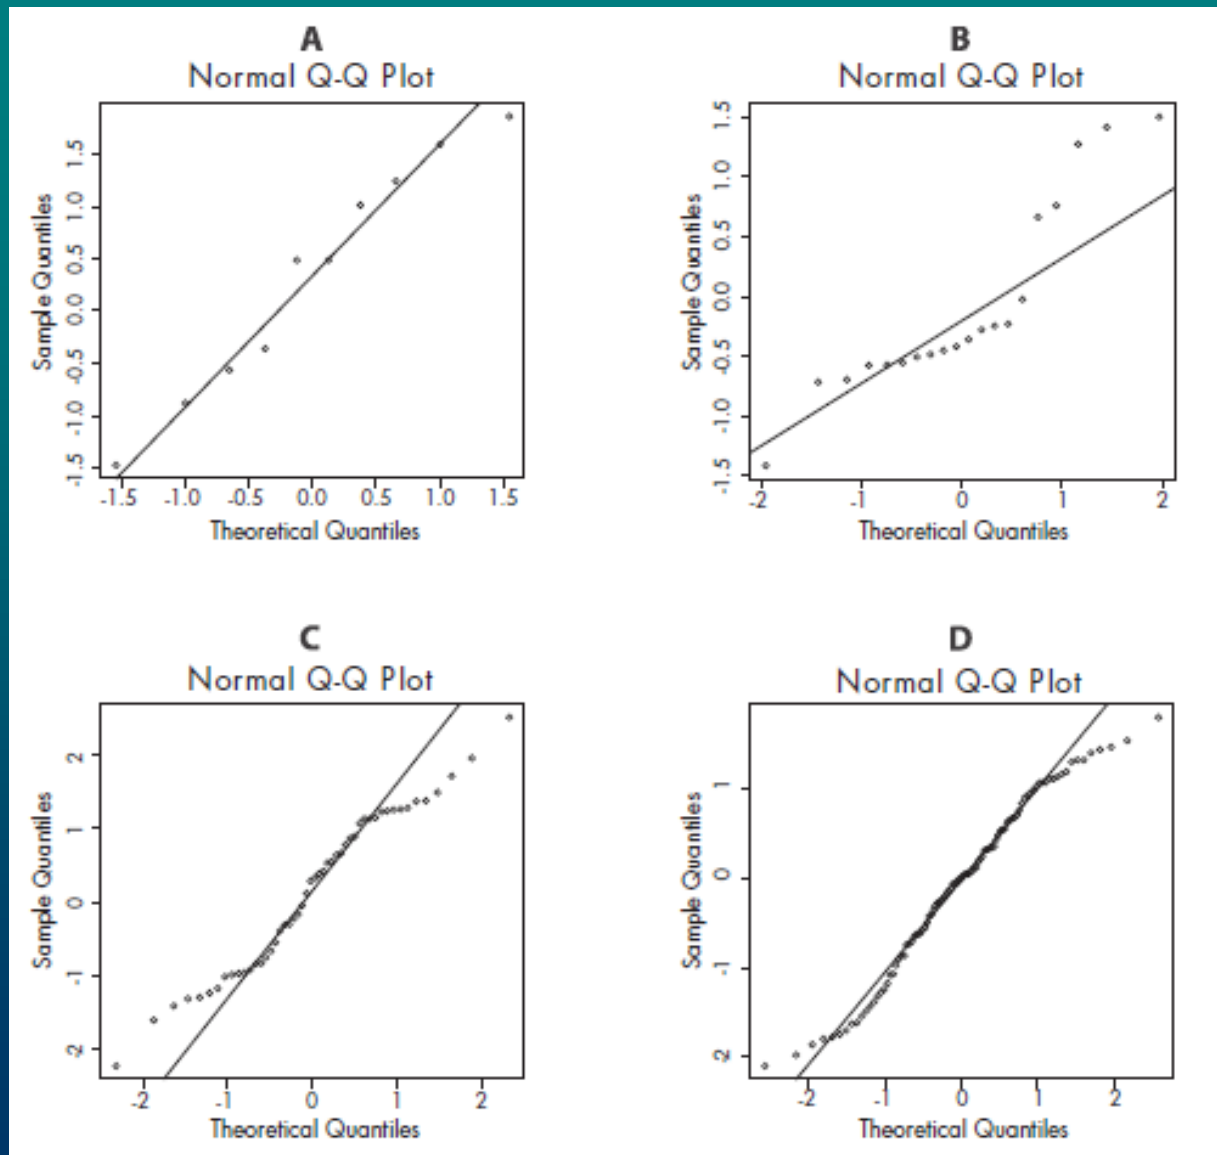 A
Normal Q-Q Plot
Sample Quantiles
1.5
1.0
0.5
0.0
-0.5
-1.0
-1.5
-1.5 -1.0 -0.5 0.0 0.5 1.0 1.5
Theoretical Quantiles
B
Normal Q-Q Plot
Sample Quantiles
1.5
1.0
0.5
0.0
-0.5
-1.0
-1.5
-2 -1 0 1 2
Theoretical Quantiles
C
Normal Q-Q Plot
Sample Quantiles
2
1
0
-1
-2
-2 -1 0 1 2
Theoretical Quantiles
D
Normal Q-Q Plot
Sample Quantiles
1
0
-1
-2
-2 -1 0 1 2
Theoretical Quantiles